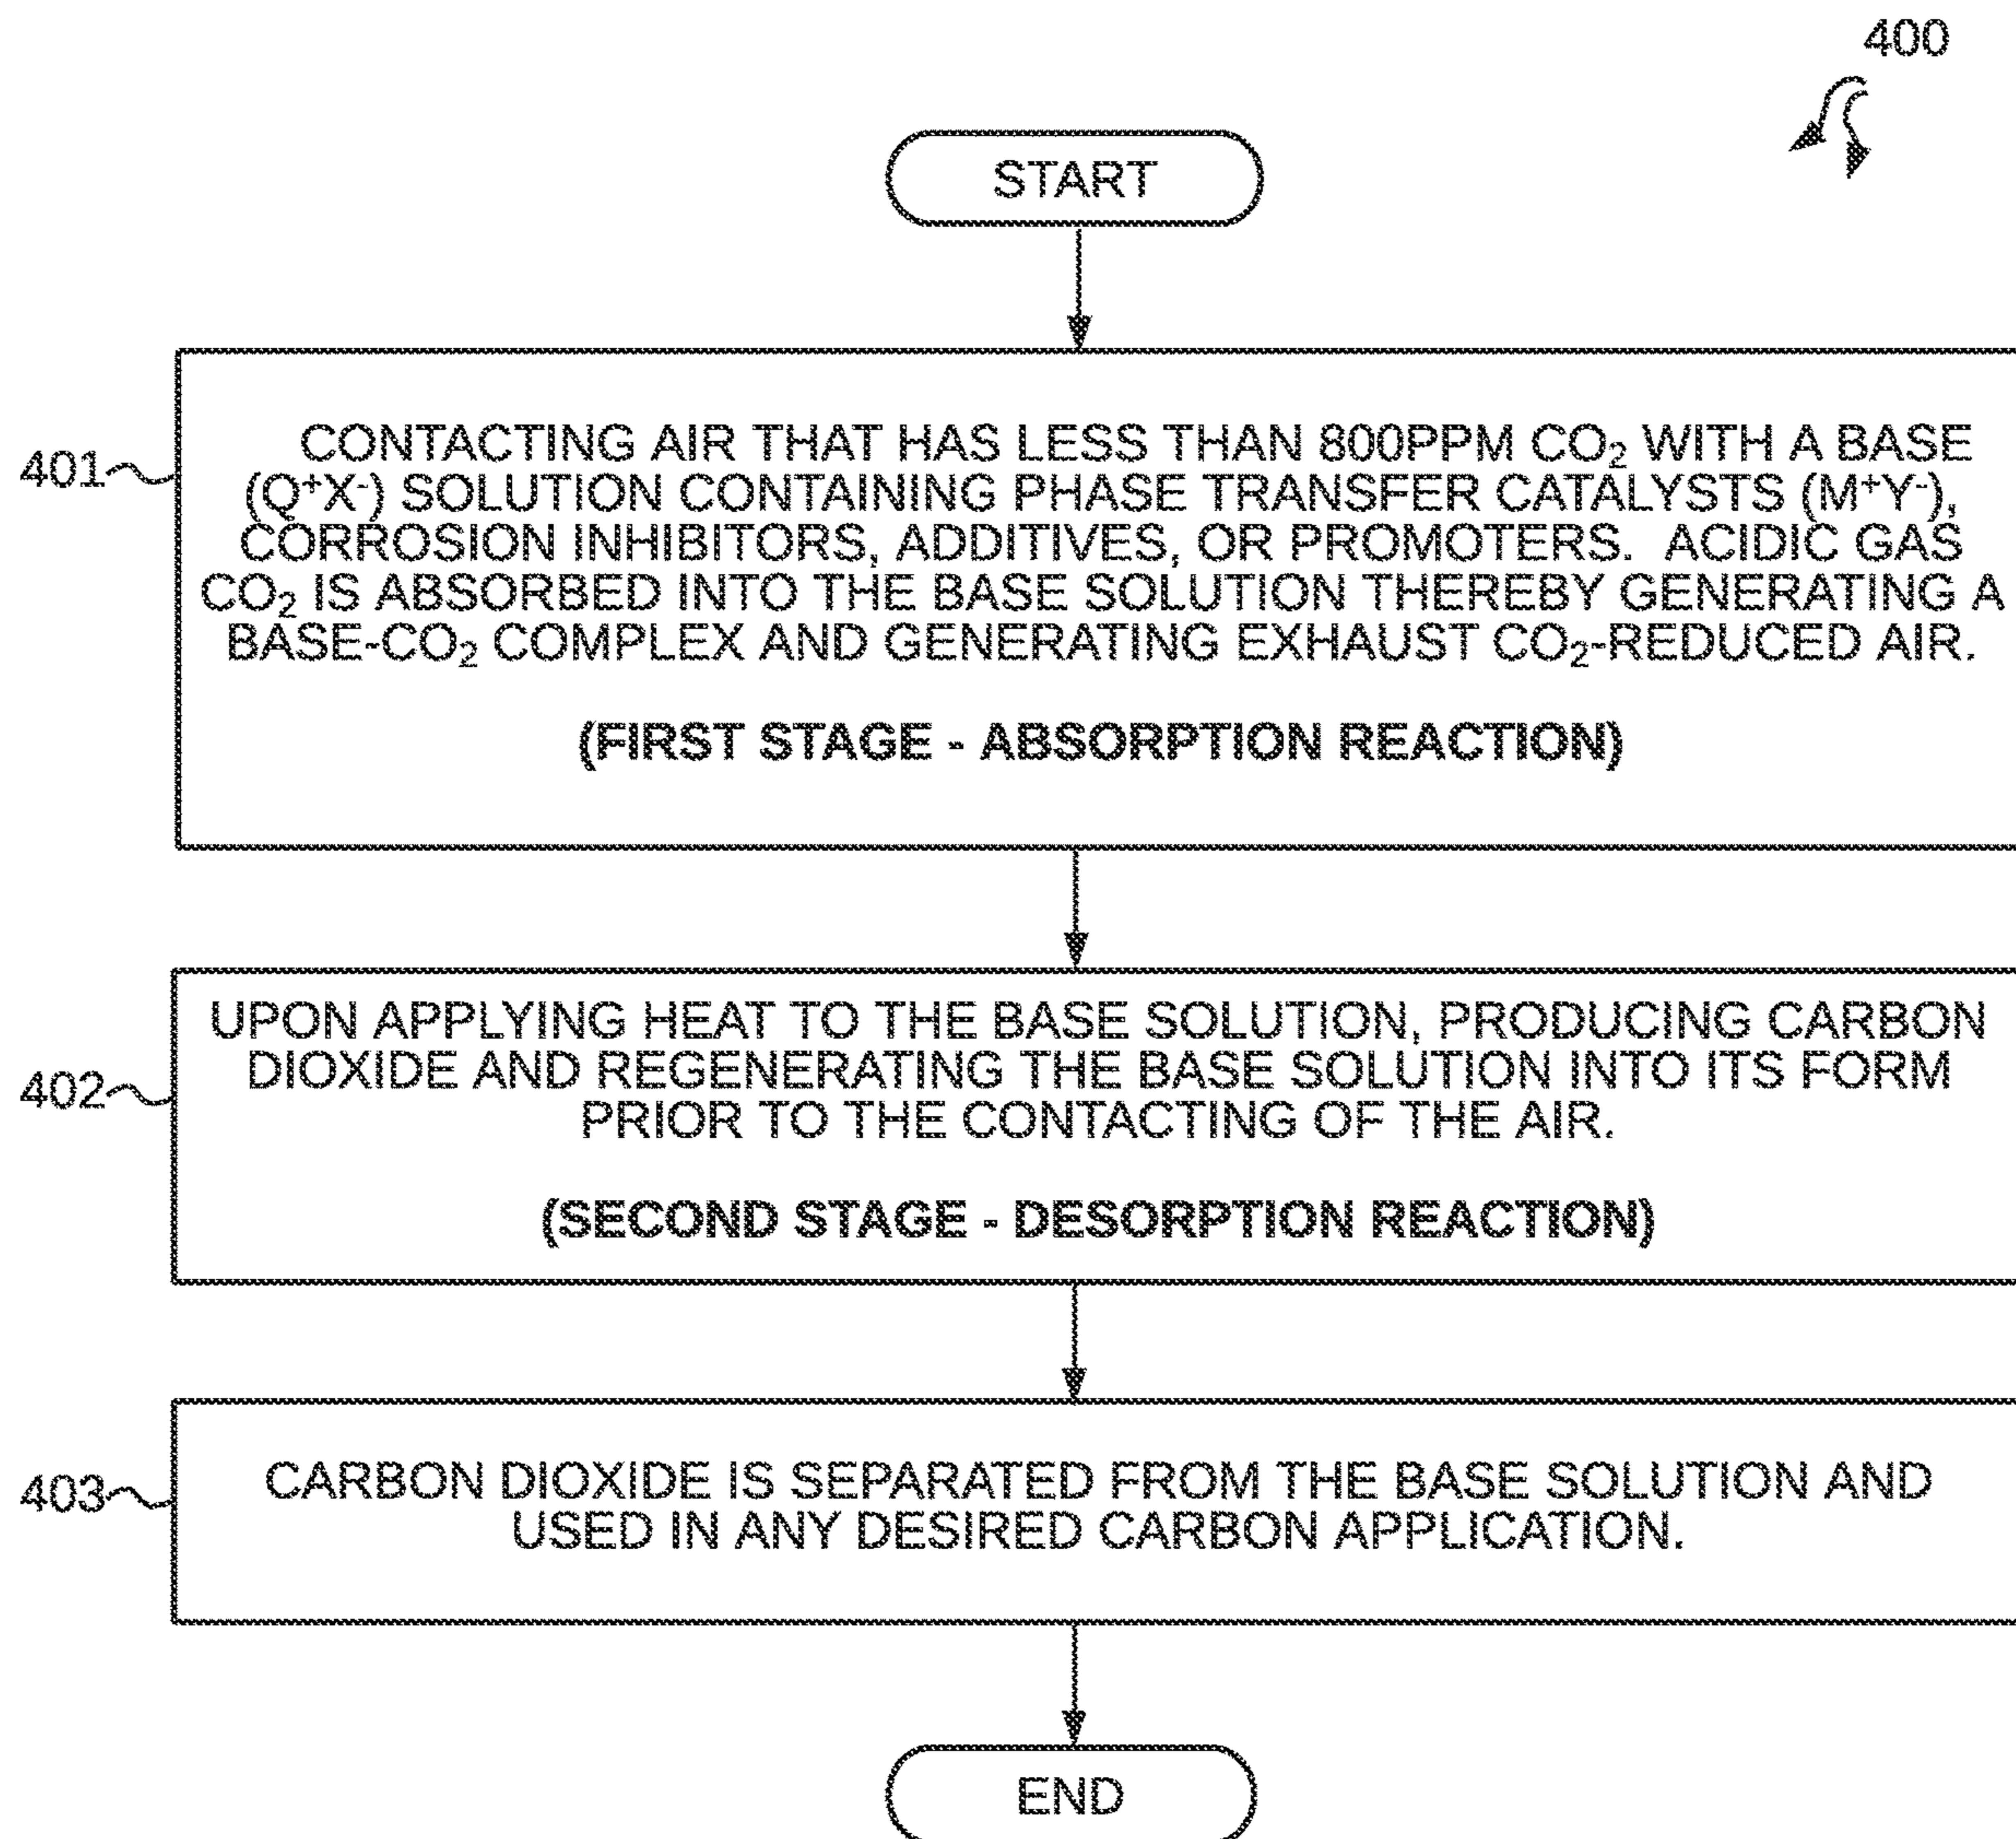 400
START
401
CONTACTING AIR THAT HAS LESS THAN 800PPM CO₂ WITH A BASE
(Q⁺X⁻) SOLUTION CONTAINING PHASE TRANSFER CATALYSTS (M⁺Y⁻),
CORROSION INHIBITORS, ADDITIVES, OR PROMOTERS.  ACIDIC GAS
CO₂ IS ABSORBED INTO THE BASE SOLUTION THEREBY GENERATING A
BASE-CO₂ COMPLEX AND GENERATING EXHAUST CO₂-REDUCED AIR.
(FIRST STAGE - ABSORPTION REACTION)
402
UPON APPLYING HEAT TO THE BASE SOLUTION, PRODUCING CARBON
DIOXIDE AND REGENERATING THE BASE SOLUTION INTO ITS FORM
PRIOR TO THE CONTACTING OF THE AIR.
(SECOND STAGE - DESORPTION REACTION)
403
CARBON DIOXIDE IS SEPARATED FROM THE BASE SOLUTION AND
USED IN ANY DESIRED CARBON APPLICATION.
END